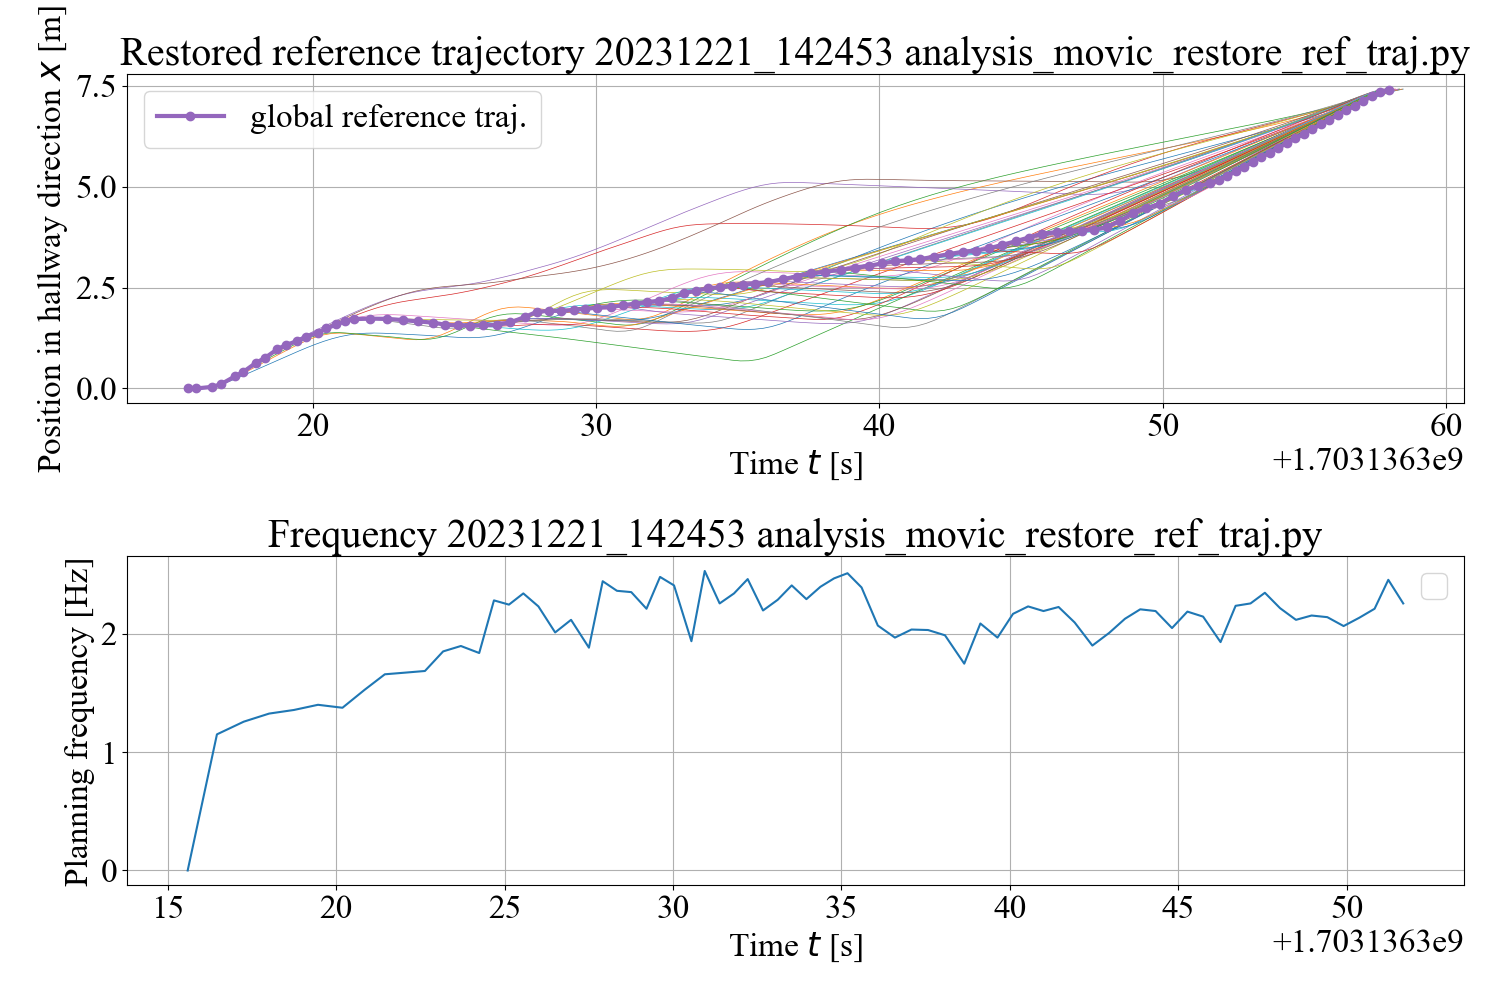 Restored reference trajectory 20231221_142453 analysis_movic_restore_ref_traj.py
Position in hallway direction x [m]
7.5
5.0
2.5
0.0
global reference traj.
20 30 40 50 60
Time t [s]
+1.7031363e9
Frequency 20231221_142453 analysis_movic_restore_ref_traj.py
Planning frequency [Hz]
2
1
0
15 20 25 30 35 40 45 50
Time t [s]
+1.7031363e9